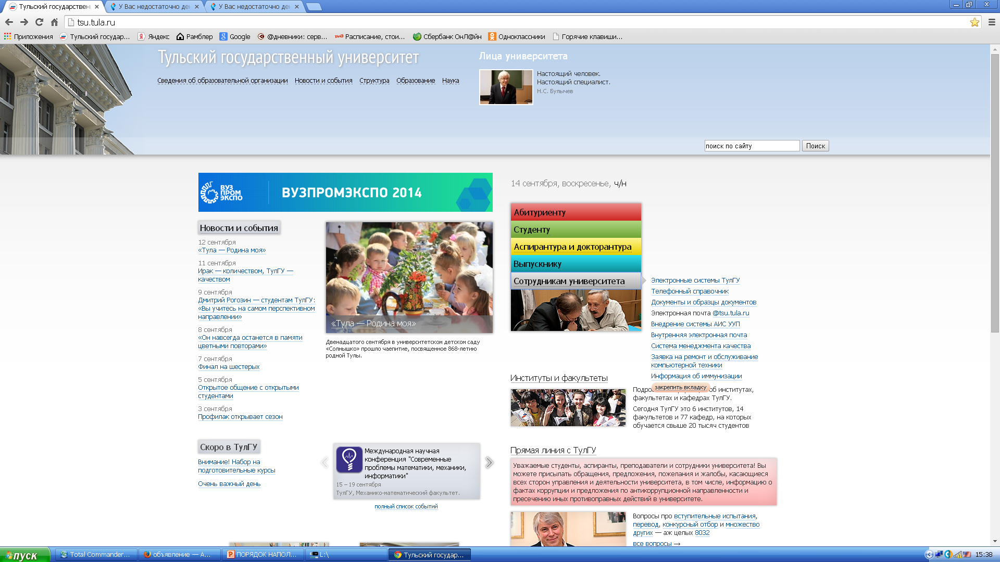 Тульский государственн
У Вас недостаточно ден
У Вас недостаточно ден
tsu.tula.ru
Приложения
Тульский государ...
Яндекс
Рамблер
Google
@дневники: серв...
Расписание, стои...
Сбербанк ОнЛ@йн
Одноклассники
Горячие клавиши...
Тульский государственный университет
Сведения об образовательной организации
Новости и события
Структура
Образование
Наука
Лица университета
Настоящий человек.
Настоящий специалист.
Н.С. Булычев
поиск по сайту
Поиск
ВУЗ
ПРОМ
ЭКСПО
ВУЗПРОМЭКСПО 2014
Новости и события
12 сентября
«Тула — Родина моя»
11 сентября
Ирак — количеством, ТулГУ —
качеством
9 сентября
Дмитрий Рогозин — студентам ТулГУ:
«Вы учитесь на самом перспективном
направлении»
8 сентября
«Он навсегда останется в памяти
цветными повторами»
7 сентября
Финал на шестерых
5 сентября
Открытое общение с открытыми
студентами
3 сентября
Профилак открывает сезон
«Тула — Родина моя»
Двенадцатого сентября в университетском детском саду
«Солнышко» прошло чаепитие, посвященное 868-летию
родной Тулы.
Скоро в ТулГУ
Внимание! Набор на
подготовительные курсы
Очень важный день
Международная научная
конференция "Современные
проблемы математики, механики,
информатики"
15 – 19 сентября
ТулГУ, Механико-математический факультет.
полный список событий
14 сентября, воскресенье, ч/н
Абитуриенту
Студенту
Аспирантура и докторантура
Выпускнику
Сотрудникам университета
Электронные системы ТулГУ
Телефонный справочник
Документы и образцы документов
Электронная почта @tsu.tula.ru
Внедрение системы АИС УУП
Внутренняя электронная почта
Система менеджмента качества
Заявка на ремонт и обслуживание
компьютерной техники
Информация об иммунизации
закрепить вкладку
Институты и факультеты
Подро об институтах,
факультетах и кафедрах ТулГУ.
Сегодня ТулГУ это 6 институтов, 14
факультетов и 77 кафедр, на которых
обучается свыше 20 тысяч студентов
Прямая линия с ТулГУ
Уважаемые студенты, аспиранты, преподаватели и сотрудники университета! Вы
можете присылать обращения, предложения, пожелания и жалобы, касающиеся
всех сторон управления и деятельности университета, в том числе, информацию о
фактах коррупции и предложения по антикоррупционной направленности и
пресечению иных противоправных действий в университете.
Вопросы про вступительные испытания,
перевод, конкурсный отбор и множество
других — аж целых 8032
все вопросы →
пуск
Total Commander...
объявление — A...
ПОРЯДОК НАПОЛ...
L:\
Тульский государ...
15:38